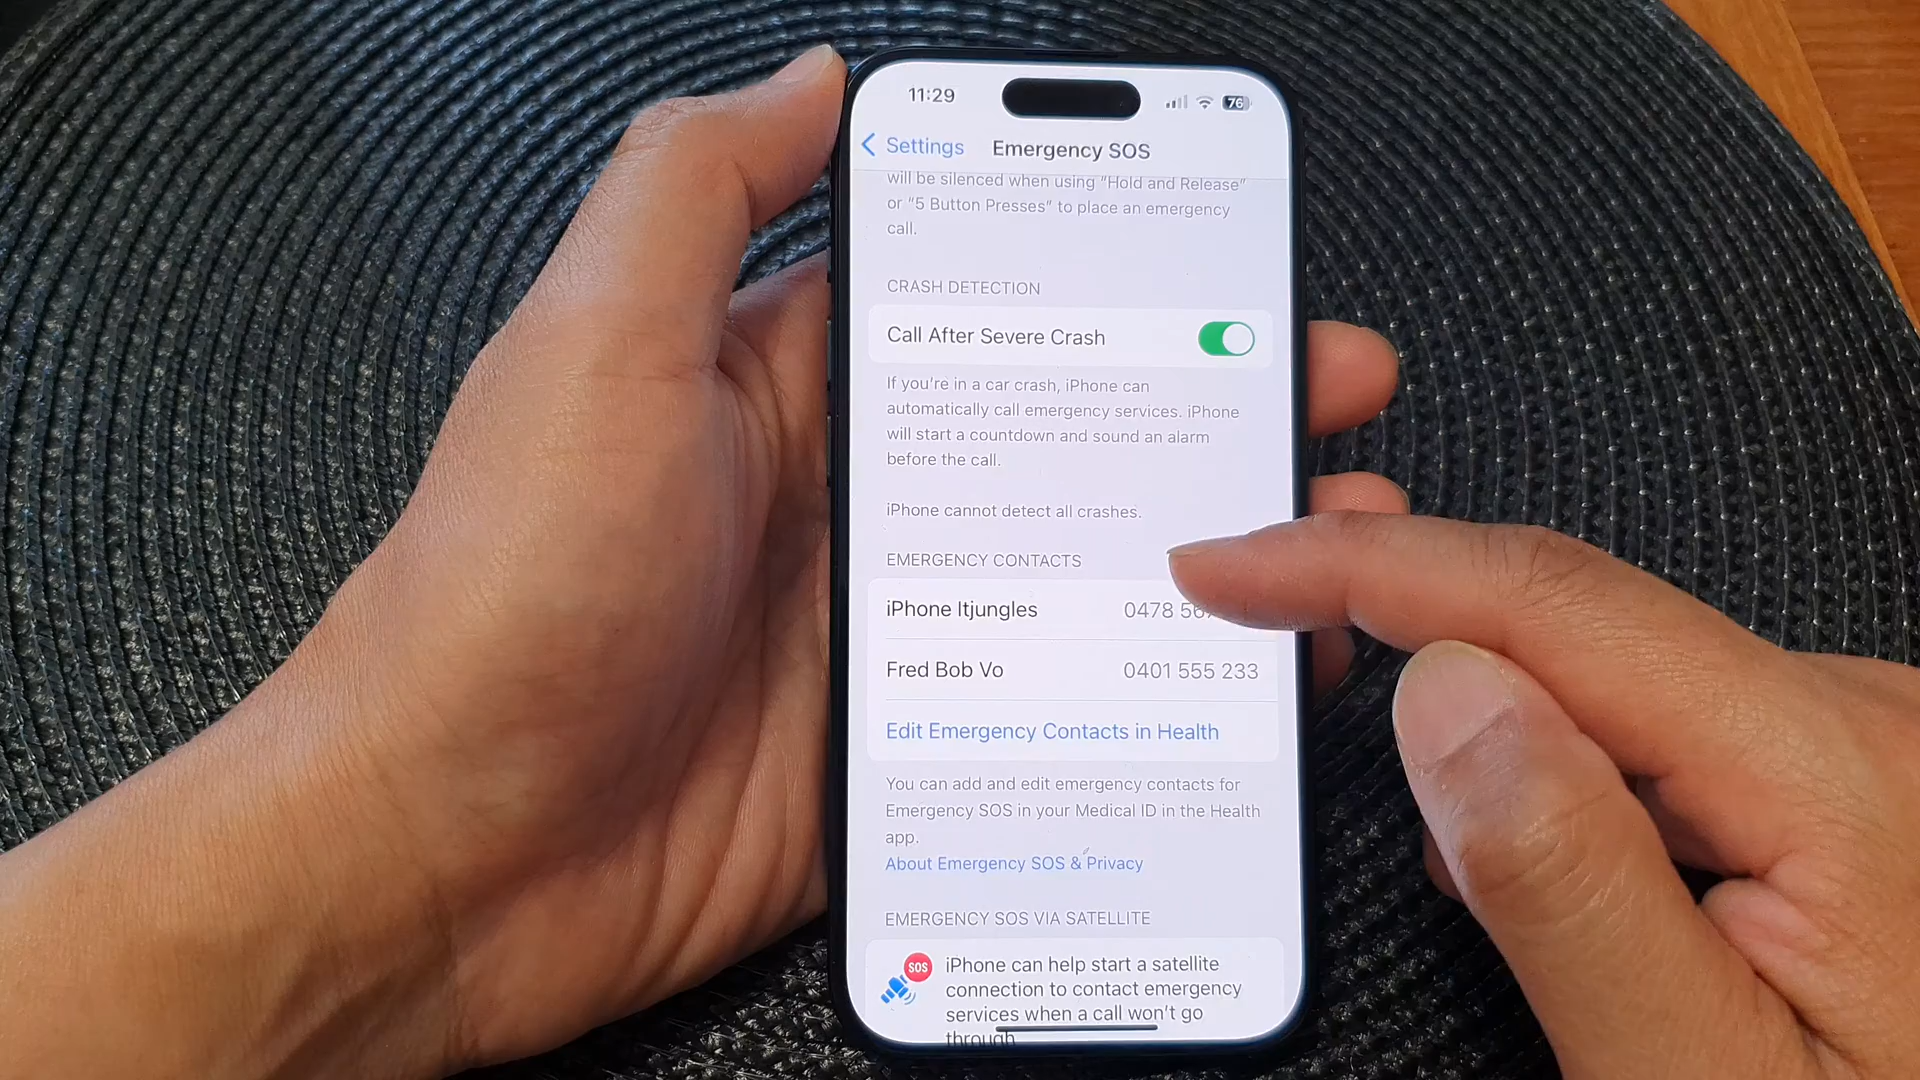 11:29
76
Settings
Emergency SOS
will be silenced when using “Hold and Release”
or “5 Button Presses” to place an emergency
call.
CRASH DETECTION
Call After Severe Crash
If you’re in a car crash, iPhone can
automatically call emergency services. iPhone
will start a countdown and sound an alarm
before the call.
iPhone cannot detect all crashes.
EMERGENCY CONTACTS
iPhone Itjungles 0478
Fred Bob Vo 0401 555 233
Edit Emergency Contacts in Health
You can add and edit emergency contacts for
Emergency SOS in your Medical ID in the Health
app.
About Emergency SOS & Privacy
EMERGENCY SOS VIA SATELLITE
SOS
iPhone can help start a satellite
connection to contact emergency
services when a call won’t go
through